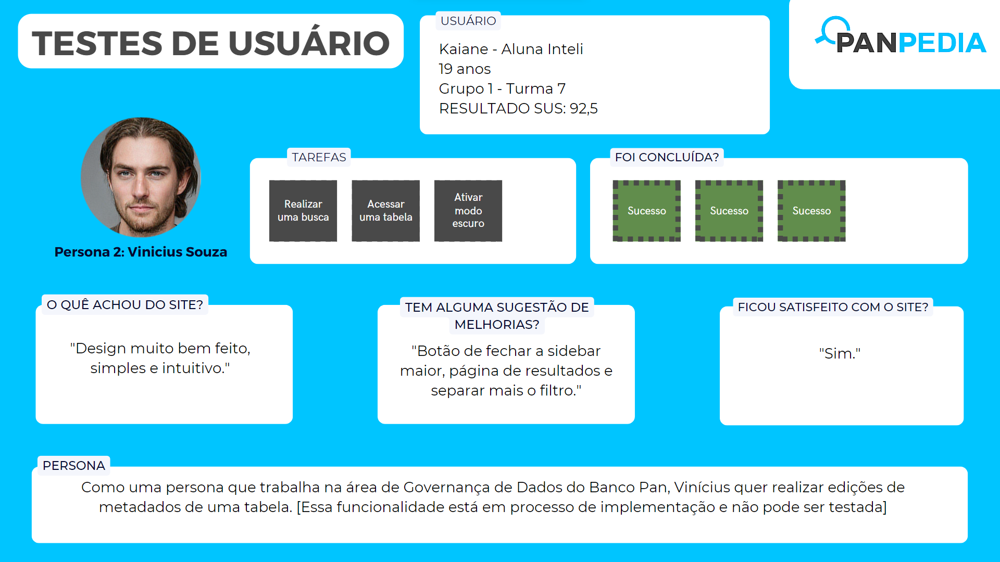 TESTES DE USUÁRIO
USUÁRIO
Kaiane - Aluna Inteli
19 anos
Grupo 1 - Turma 7
RESULTADO SUS: 92,5
PANPEDIA
Persona 2: Vinicius Souza
TAREFAS
Realizar
uma busca
Acessar
uma tabela
Ativar
modo
escuro
FOI CONCLUÍDA?
Sucesso
Sucesso
Sucesso
O QUÊ ACHOU DO SITE?
"Design muito bem feito,
simples e intuitivo."
TEM ALGUMA SUGESTÃO DE
MELHORIAS?
"Botão de fechar a sidebar
maior, página de resultados e
separar mais o filtro."
FICOU SATISFEITO COM O SITE?
"Sim."
PERSONA
Como uma persona que trabalha na área de Governança de Dados do Banco Pan, Vinícius quer realizar edições de
metadados de uma tabela. [Essa funcionalidade está em processo de implementação e não pode ser testada]